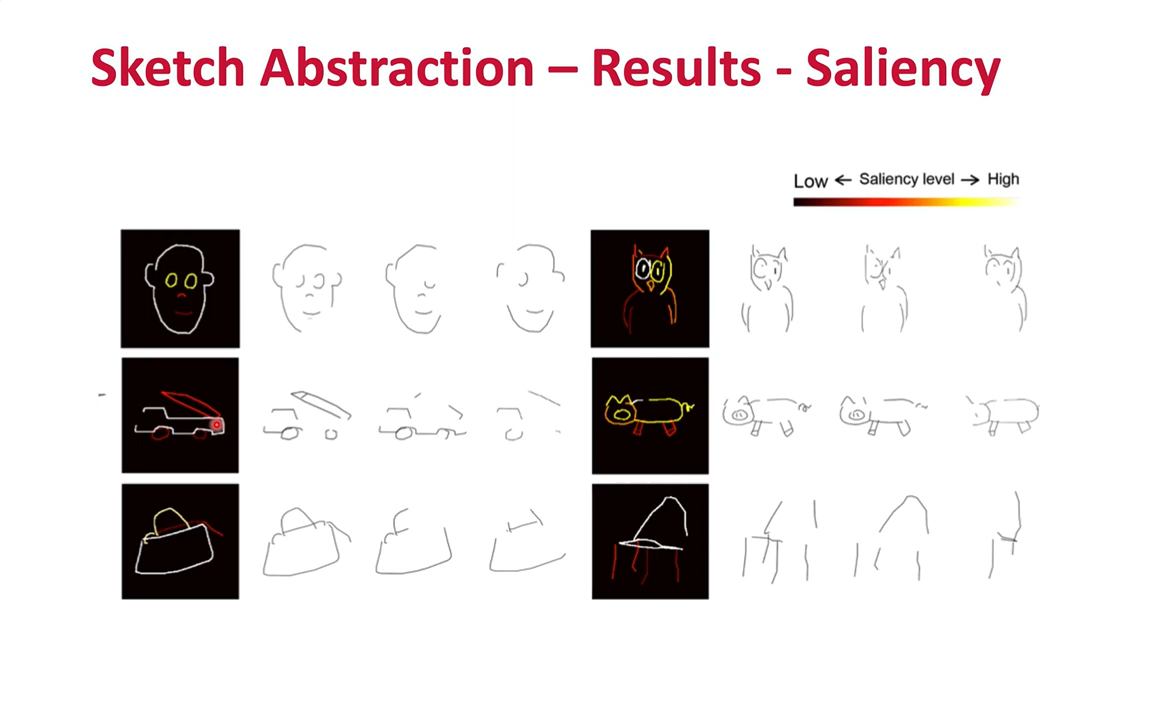 Sketch Abstraction – Results - Saliency
Low ← Saliency level → High